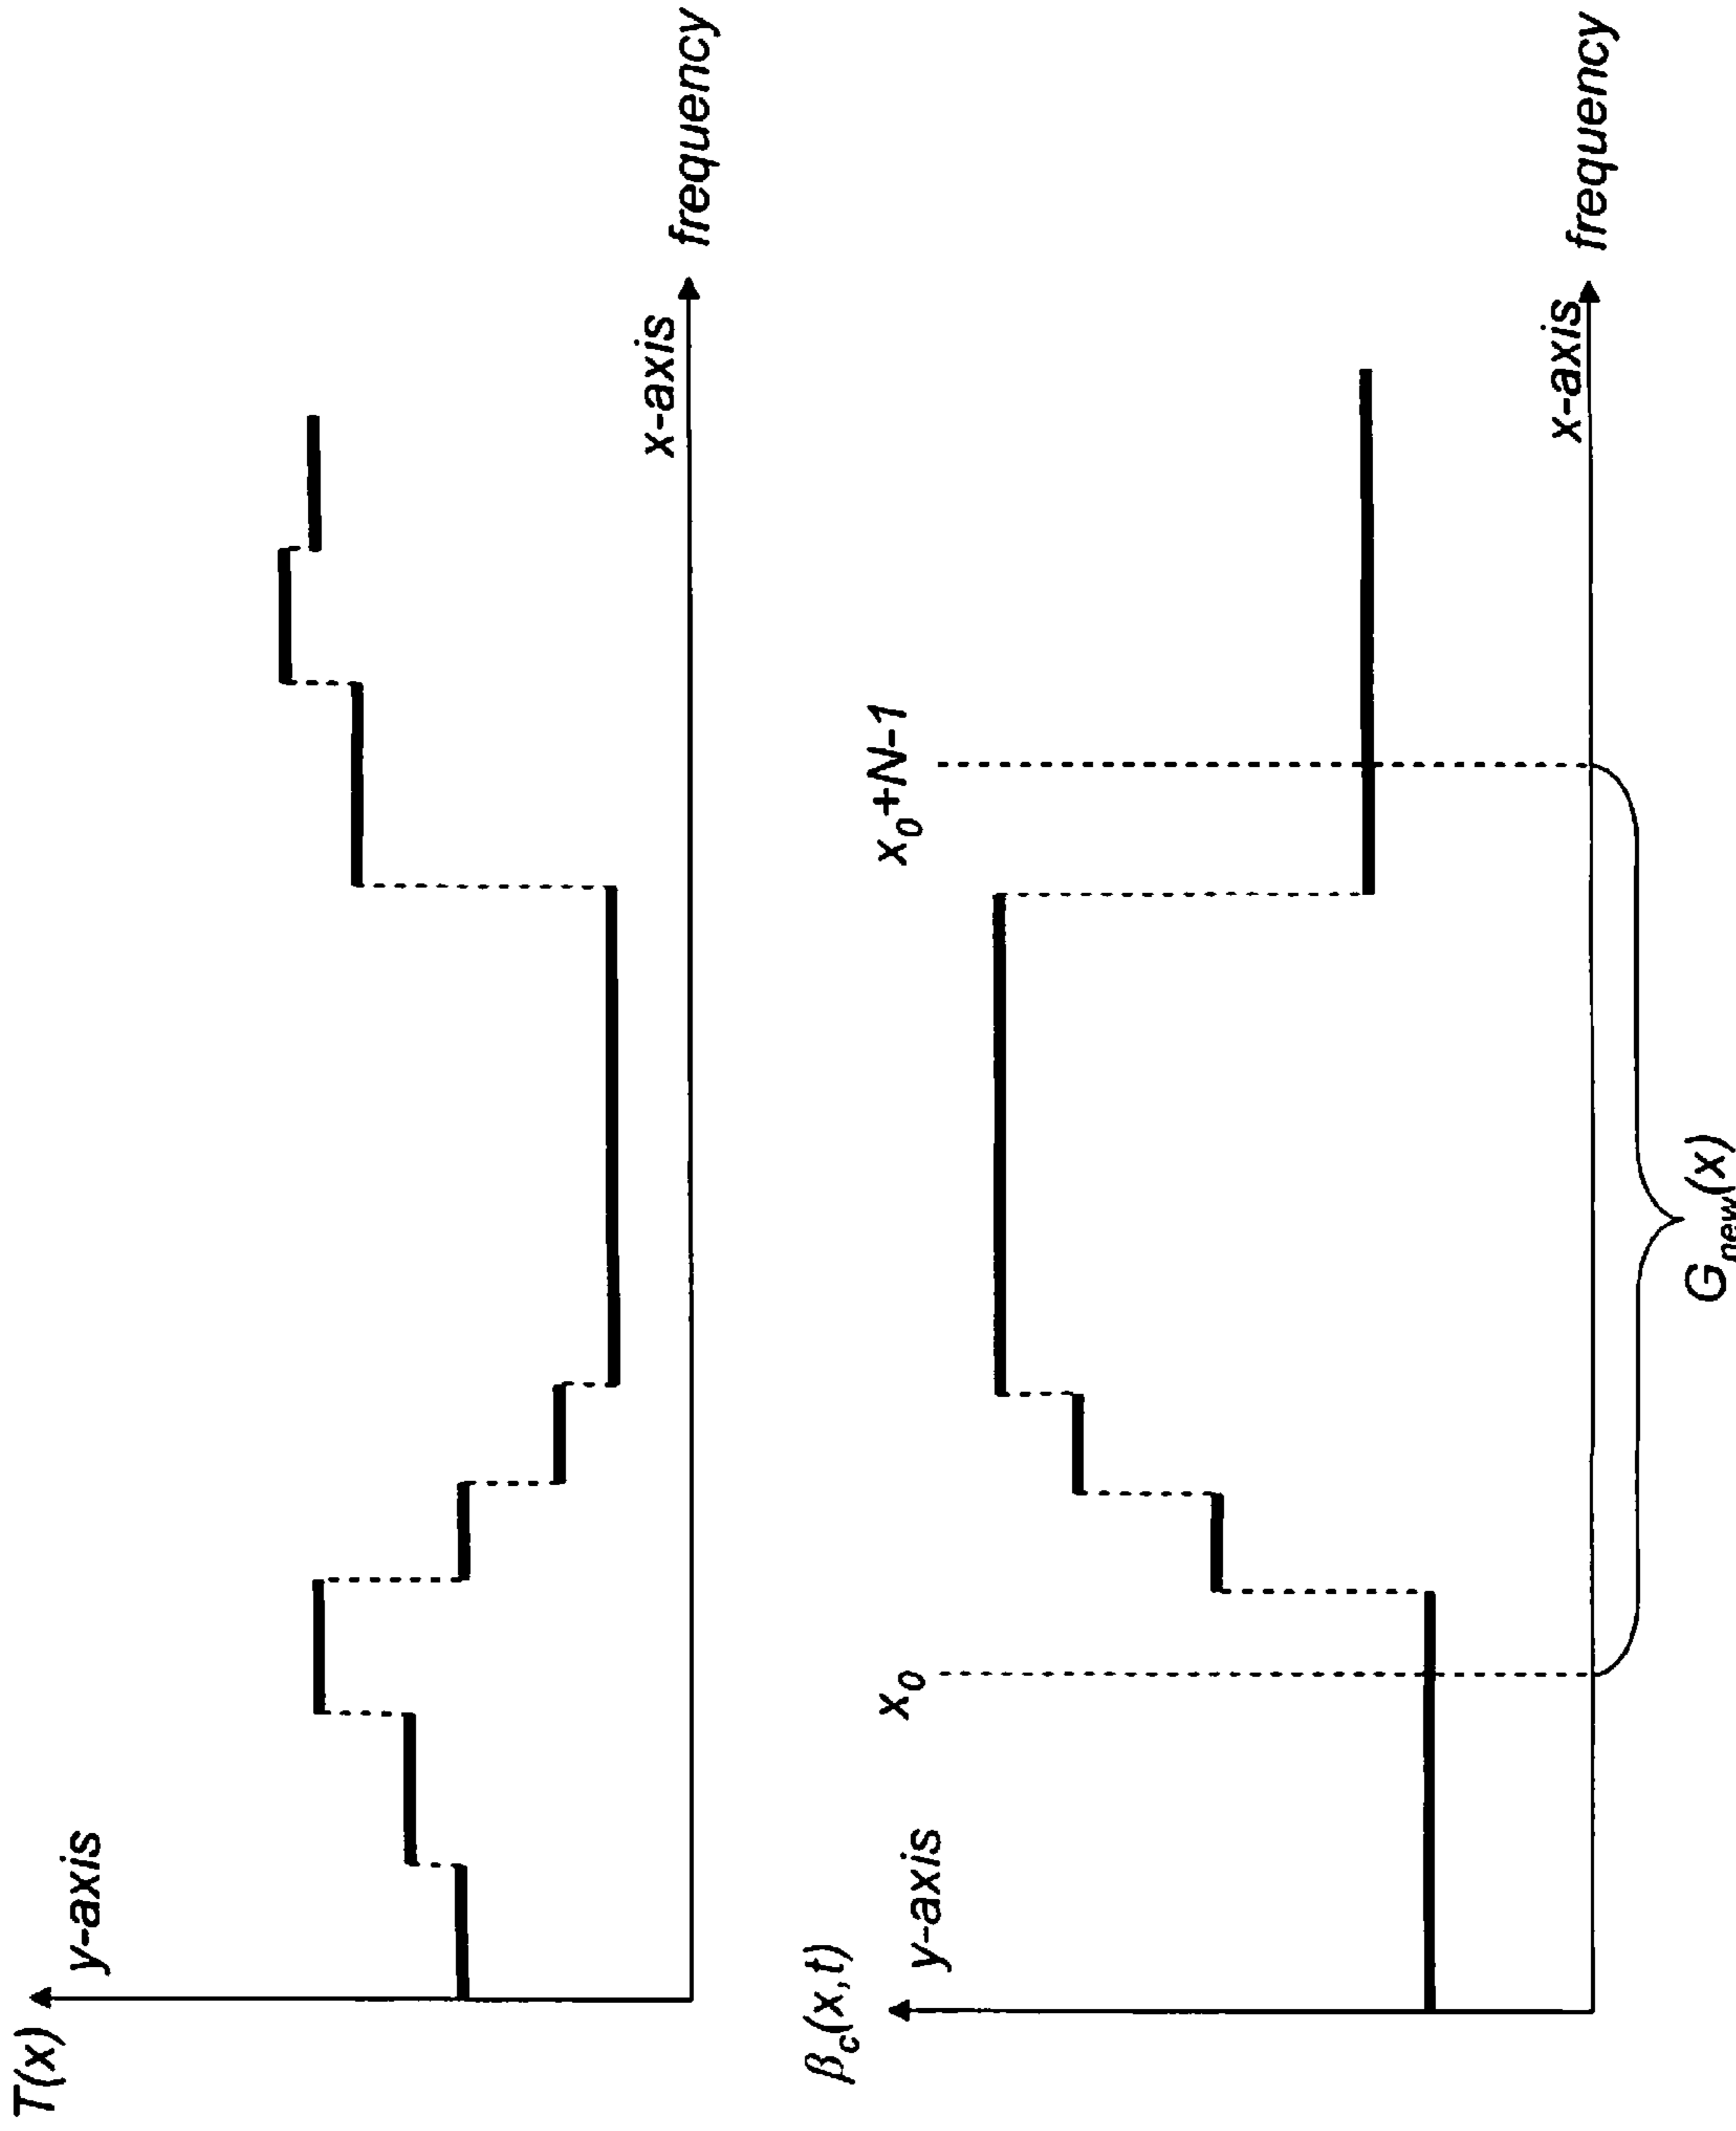 T(x)
y-axis
x-axis
frequency
β_c(x,t)
y-axis
x_0
x_0+N-1
x-axis
frequency
G_new(x)